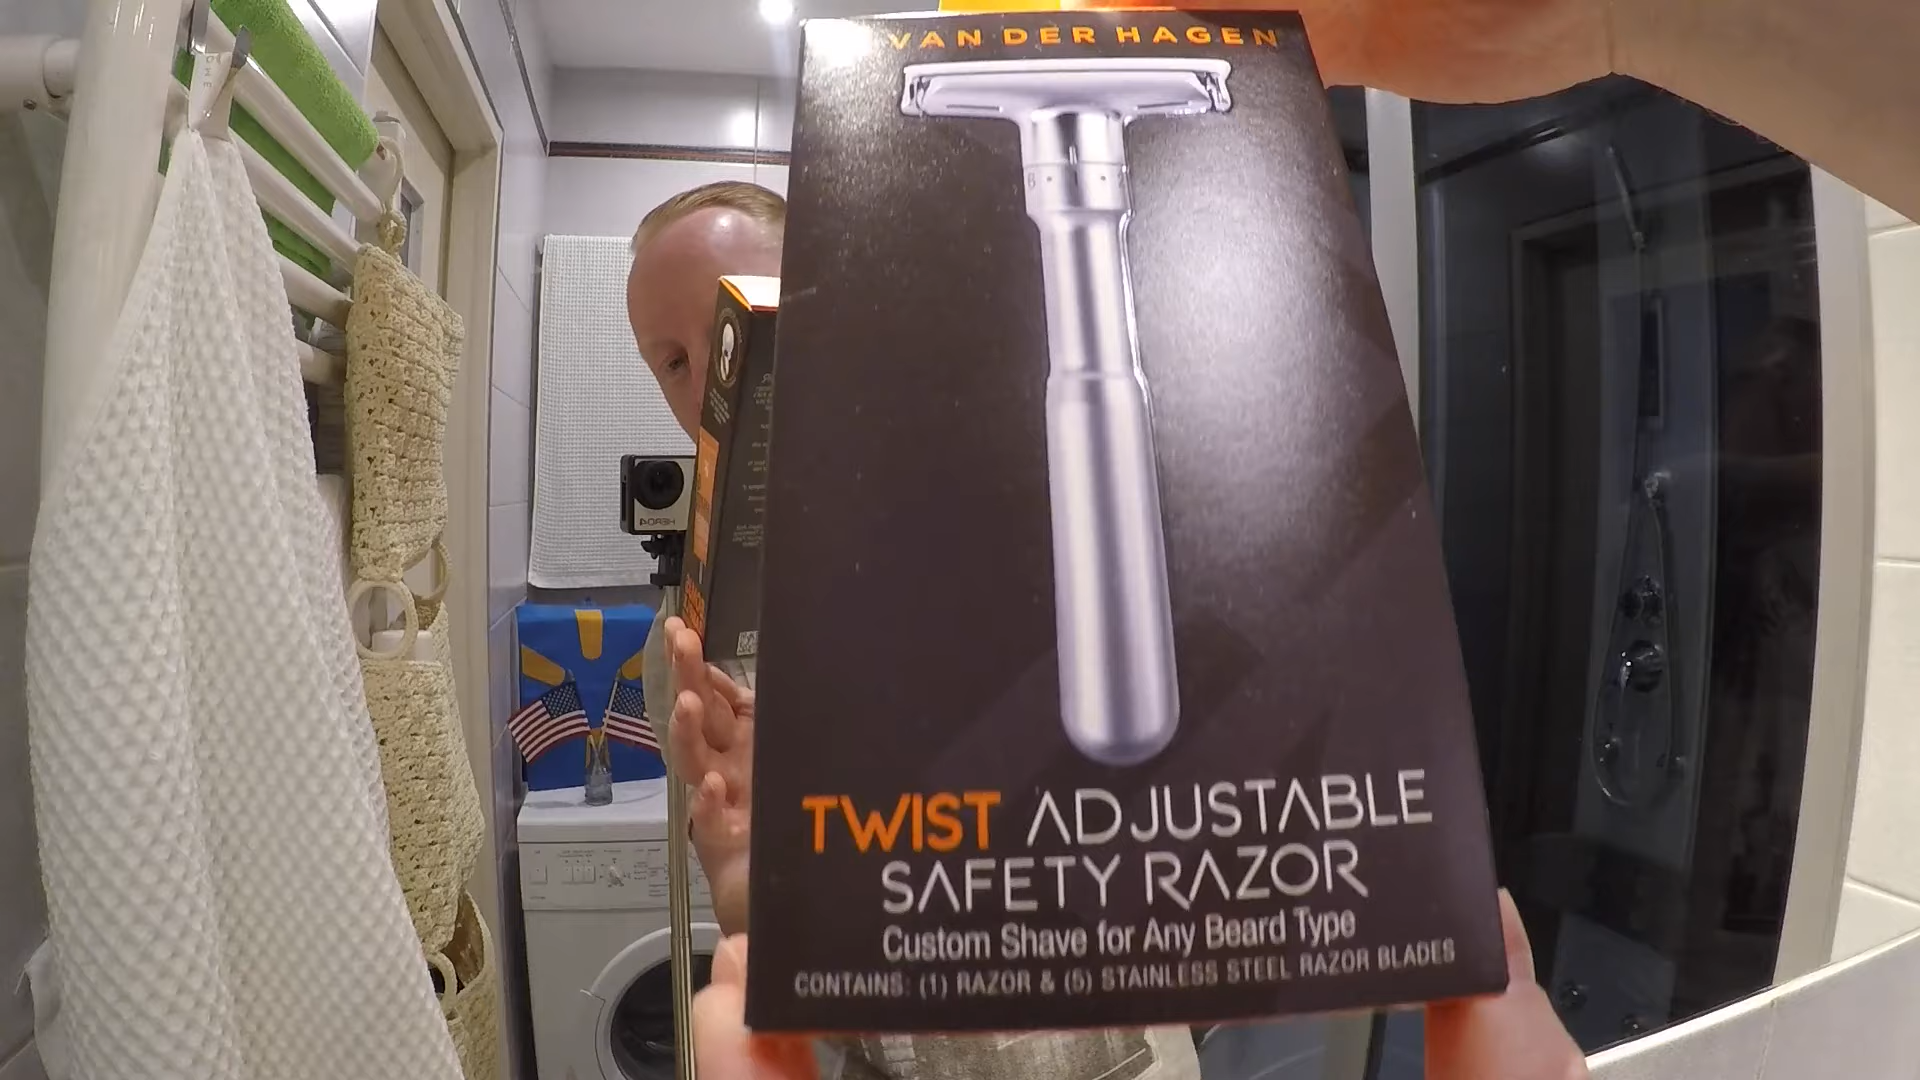 VAN DER HAGEN
TWIST ADJUSTABLE
SAFETY RAZOR
Custom Shave for Any Beard Type
CONTAINS: (1) RAZOR & (5) STAINLESS STEEL RAZOR BLADES
HERO4